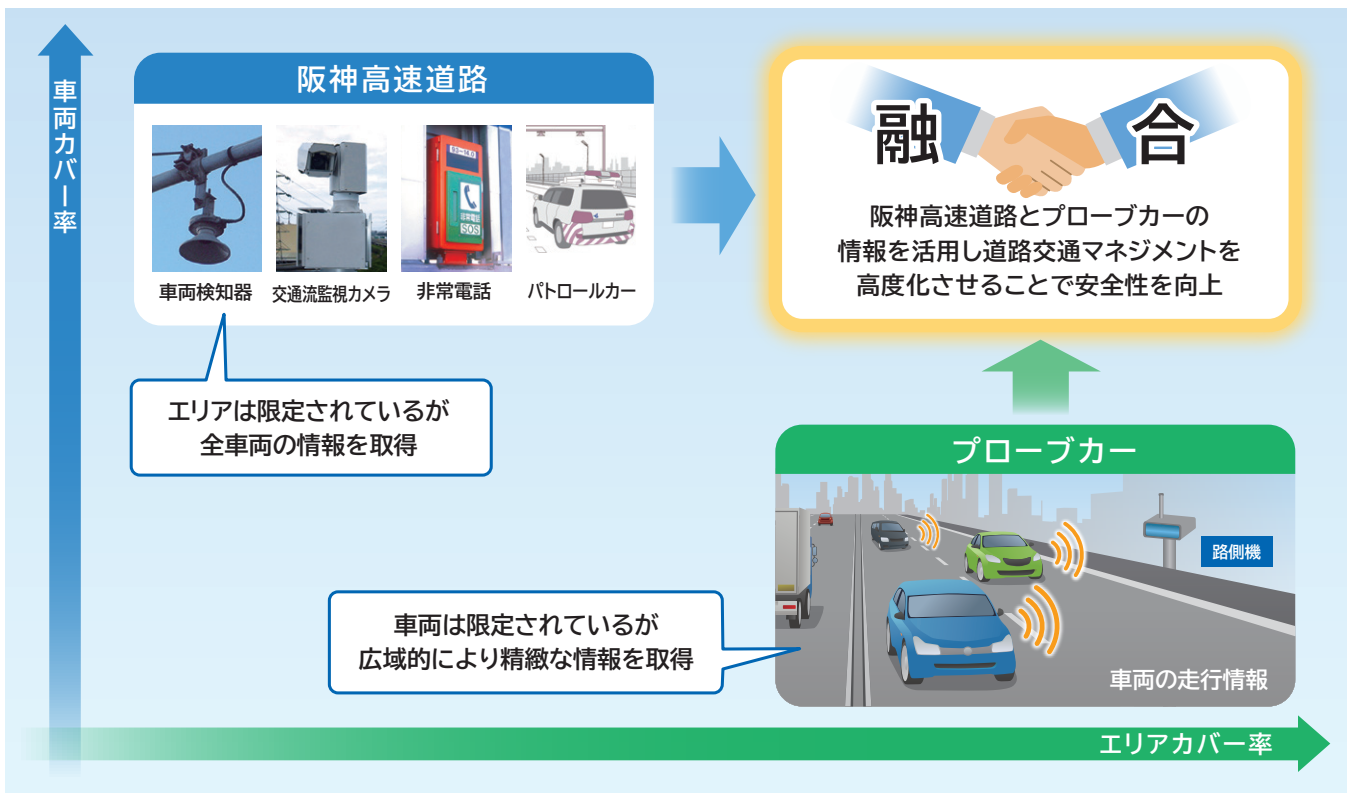 車両カバー率
阪神高速道路
車両検知器
交通流監視カメラ
非常電話
SOS
パトロールカー
エリアは限定されているが
全車両の情報を取得
融合
阪神高速道路とプローブカーの
情報を活用し道路交通マネジメントを
高度化させることで安全性を向上
プローブカー
路側機
車両の走行情報
車両は限定されているが
広域的により精緻な情報を取得
エリアカバー率